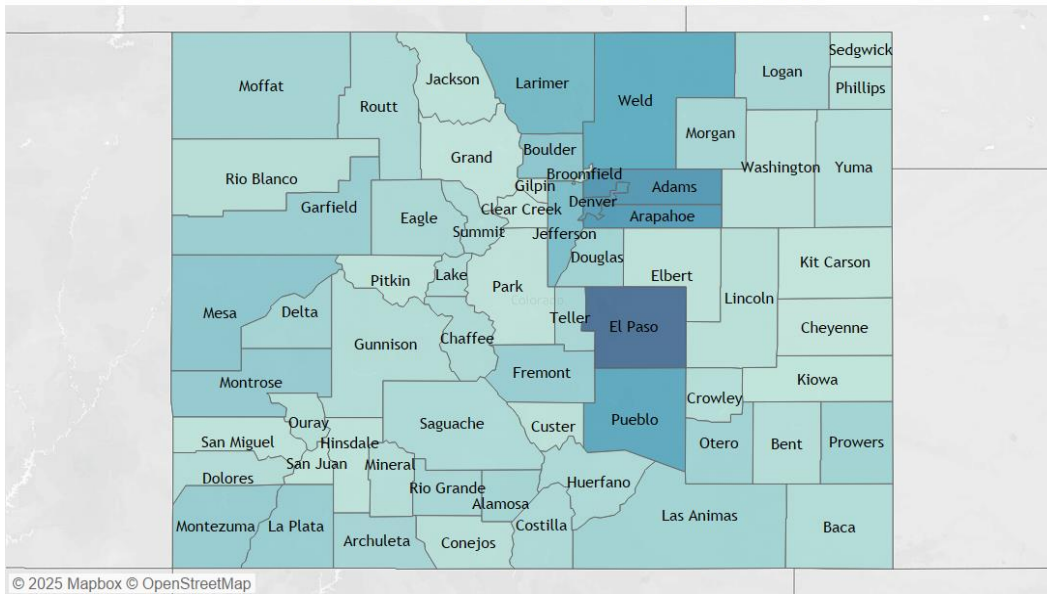 Sedgwick
Jackson
Logan
Moffat
Larimer
Phillips
Weld
Routt
Morgan
Boulder
Grand
Washington
Yuma
Broomfield
Rio Blanco
Gilpin
Adams
Garfield
Denver
Clear Creek
Eagle
Arapahoe
Summit
Jefferson
Douglas
Kit Carson
Lake
Elbert
Pitkin
Park
Lincoln
Colorado
Mesa
Delta
Teller
El Paso
Cheyenne
Chaffee
Gunnison
Fremont
Kiowa
Montrose
Crowley
Pueblo
Ouray
Saguache
Custer
San Miguel
Hinsdale
Otero
Bent
Prowers
San Juan
Mineral
Dolores
Huerfano
Rio Grande
Alamosa
Las Animas
Montezuma
La Plata
Costilla
Baca
Archuleta
Conejos
© 2025 Mapbox © OpenStreetMap